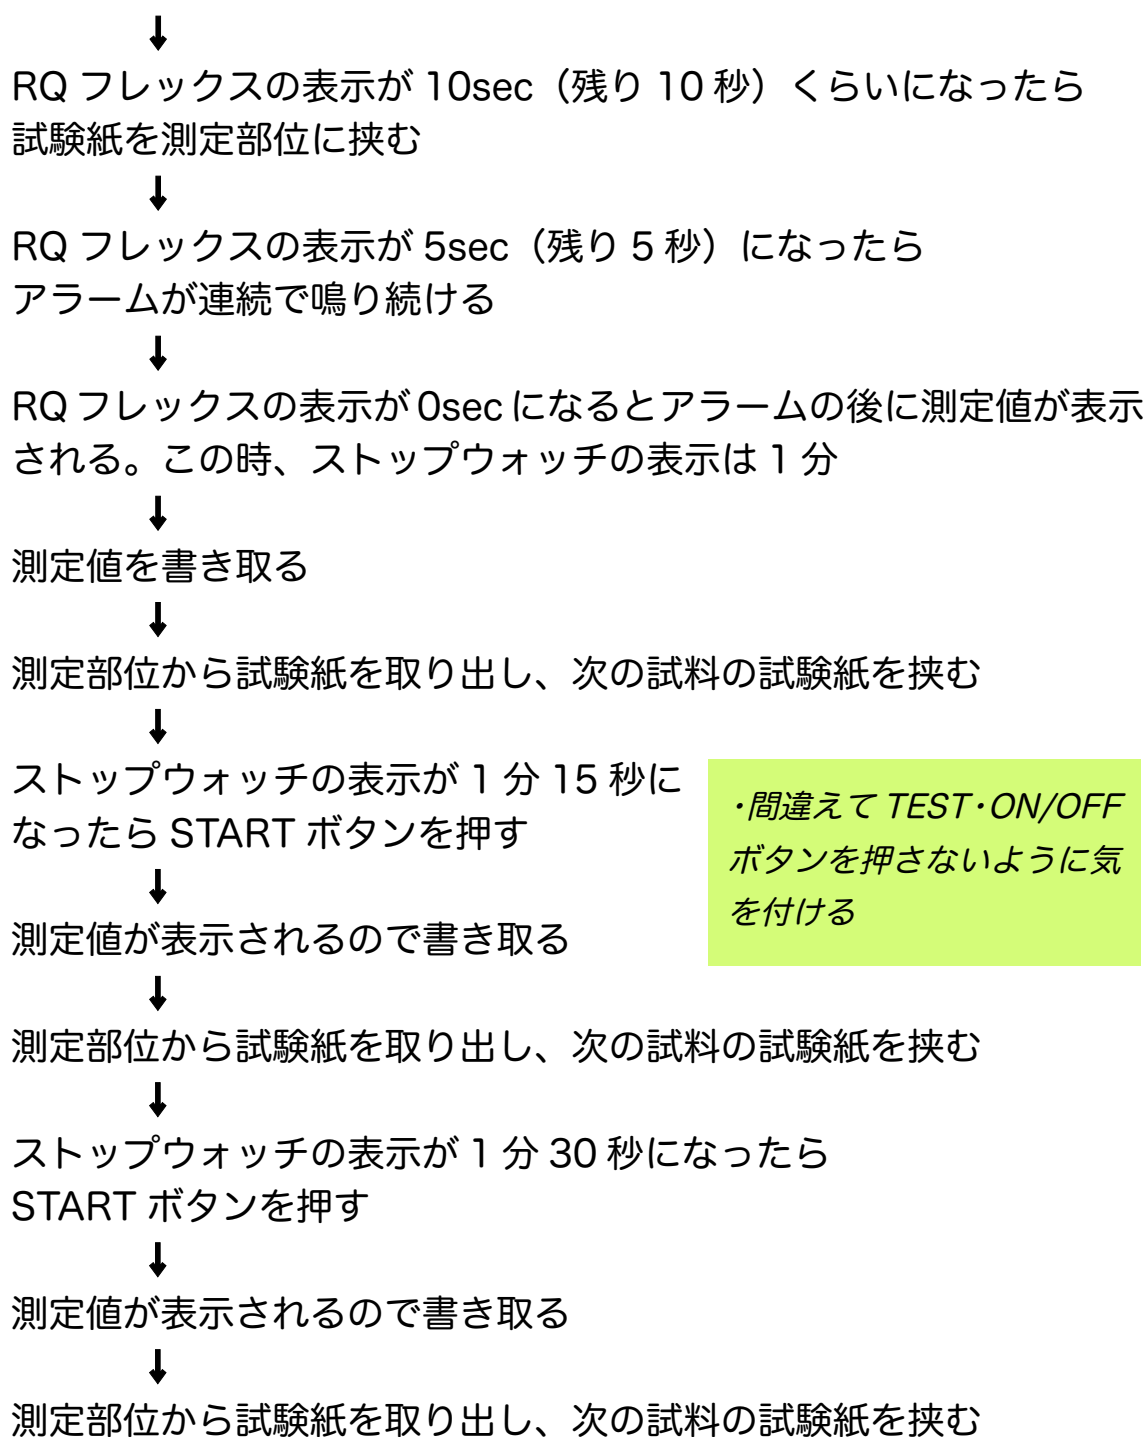 ↓
RQ フレックスの表示が 10sec（残り 10 秒）くらいになったら
試験紙を測定部位に挟む
↓
RQ フレックスの表示が 5sec（残り 5 秒）になったら
アラームが連続で鳴り続ける
↓
RQ フレックスの表示が 0sec になるとアラームの後に測定値が表示
される。この時、ストップウォッチの表示は 1 分
↓
測定値を書き取る
↓
測定部位から試験紙を取り出し、次の試料の試験紙を挟む
↓
ストップウォッチの表示が 1 分 15 秒に
なったら START ボタンを押す
・間違えて TEST・ON/OFF
ボタンを押さないように気
を付ける
↓
測定値が表示されるので書き取る
↓
測定部位から試験紙を取り出し、次の試料の試験紙を挟む
↓
ストップウォッチの表示が 1 分 30 秒になったら
START ボタンを押す
↓
測定値が表示されるので書き取る
↓
測定部位から試験紙を取り出し、次の試料の試験紙を挟む